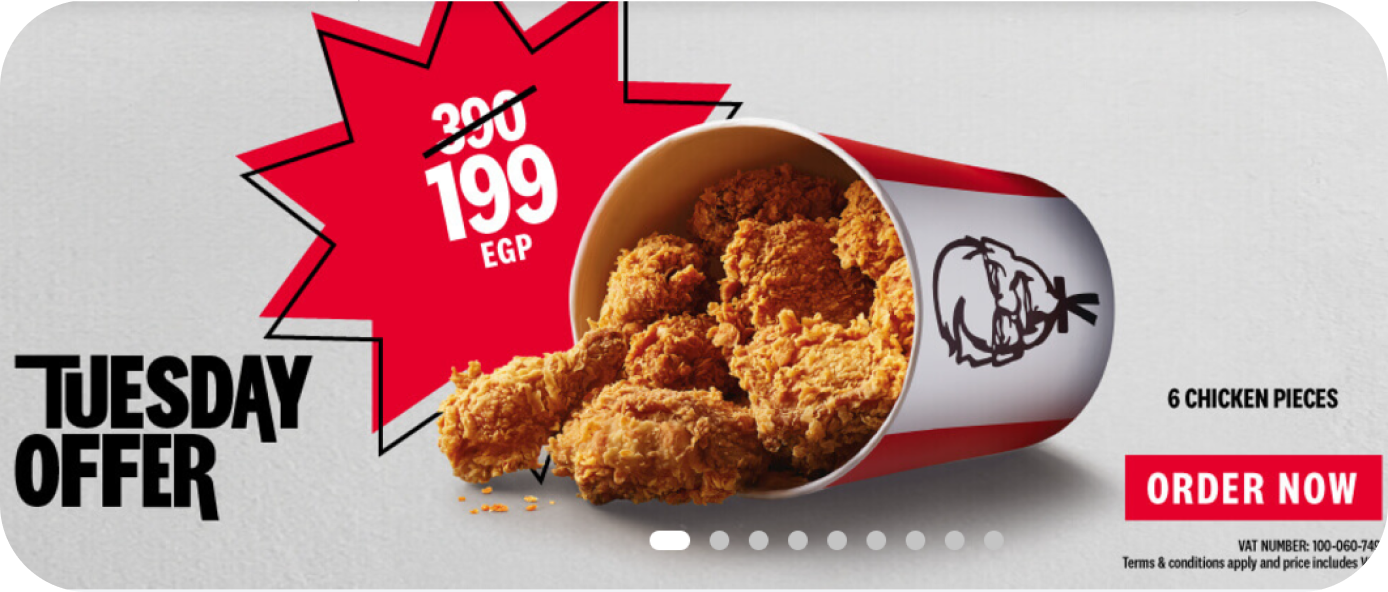 390
199
EGP
TUESDAY
OFFER
6 CHICKEN PIECES
ORDER NOW
VAT NUMBER: 100-060-749
Terms & conditions apply and price includes